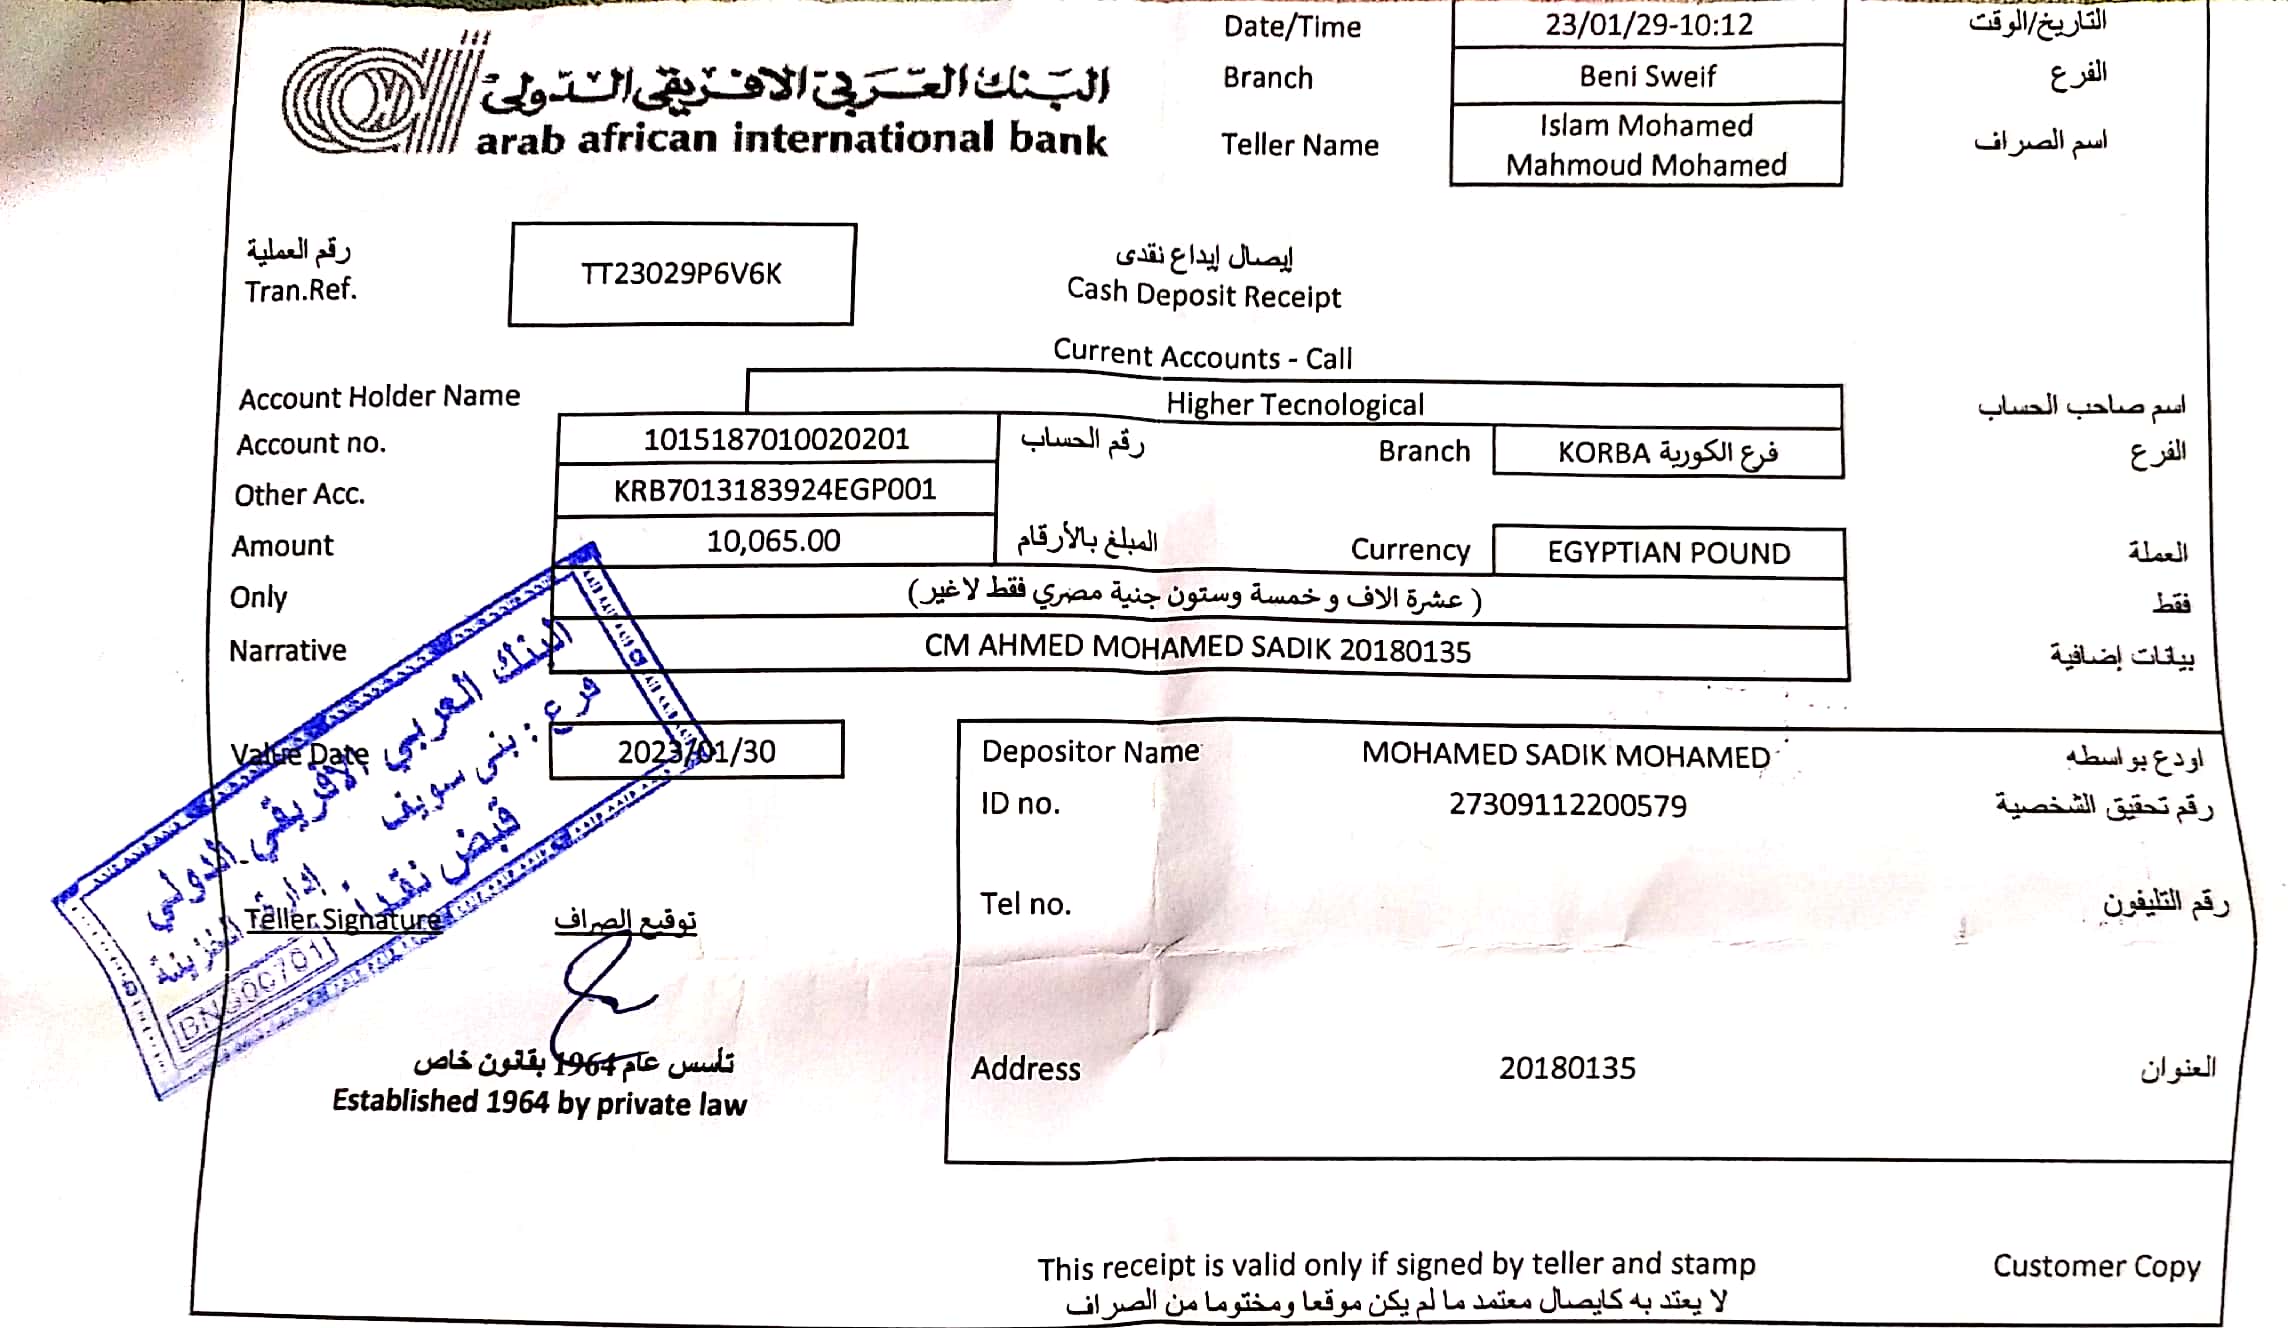 البنك العربي الافريقي الدولي
arab african international bank
Date/Time 23/01/29-10:12 التاريخ/الوقت
Branch Beni Sweif الفرع
Teller Name Islam Mohamed اسم الصراف
Mahmoud Mohamed
رقم العملية
Tran.Ref. TT23029P6V6K
إيصال إيداع نقدى
Cash Deposit Receipt
Current Accounts - Call
Account Holder Name Higher Tecnological اسم صاحب الحساب
Account no. 1015187010020201 رقم الحساب Branch KORBA فرع الكوربة الفرع
Other Acc. KRB7013183924EGP001
Amount 10,065.00 المبلغ بالأرقام Currency EGYPTIAN POUND العملة
Only ( عشرة الاف و خمسة وستون جنية مصري فقط لاغير) فقط
Narrative CM AHMED MOHAMED SADIK 20180135 بيانات إضافية
Value Date 2023/01/30
Depositor Name MOHAMED SADIK MOHAMED اودع بواسطه
ID no. 27309112200579 رقم تحقيق الشخصية
Tel no. رقم التليفون
Address 20180135 العنوان
البنك العربي الافريقي الدولي
فرع : بنى سويف
إدارة الخزينة
قبض نقداً
Teller Signature توقيع الصراف
تأسس عام 1964 بقانون خاص
Established 1964 by private law
This receipt is valid only if signed by teller and stamp
لا يعتد به كايصال معتمد ما لم يكن موقعا ومختوما من الصراف
Customer Copy